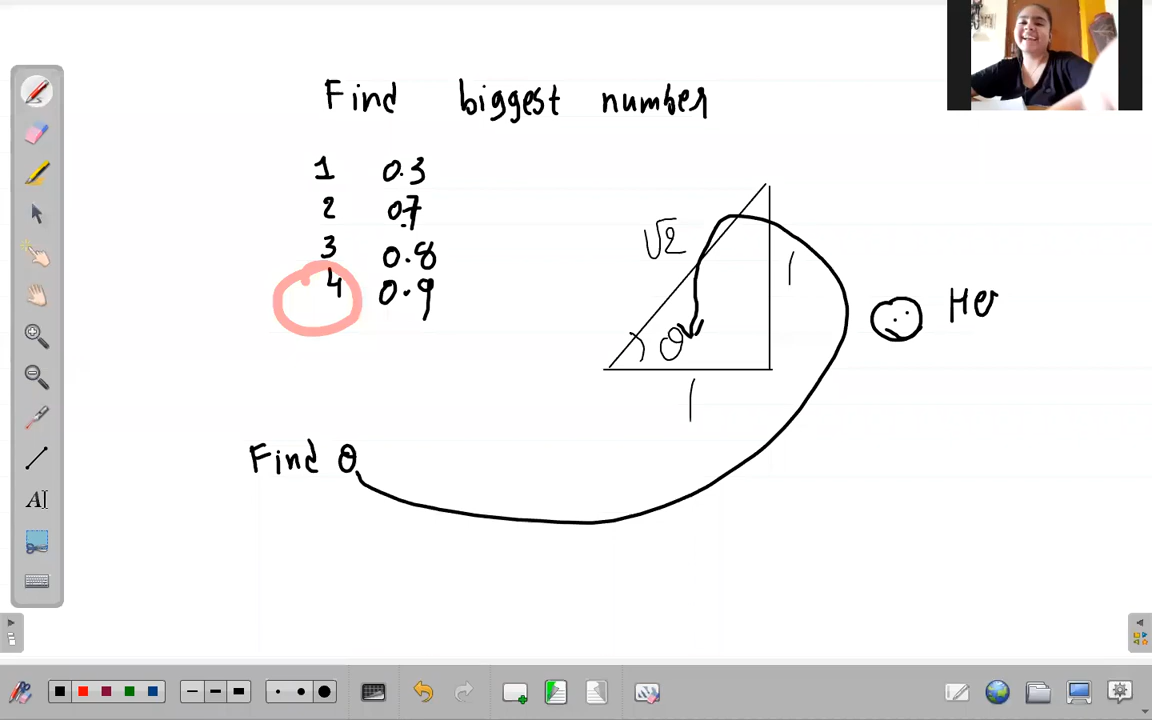 Find biggest number
1 0.3
2 0.7
3 0.8
4 0.9
√2
1
θ
1
Her
Find θ
AI